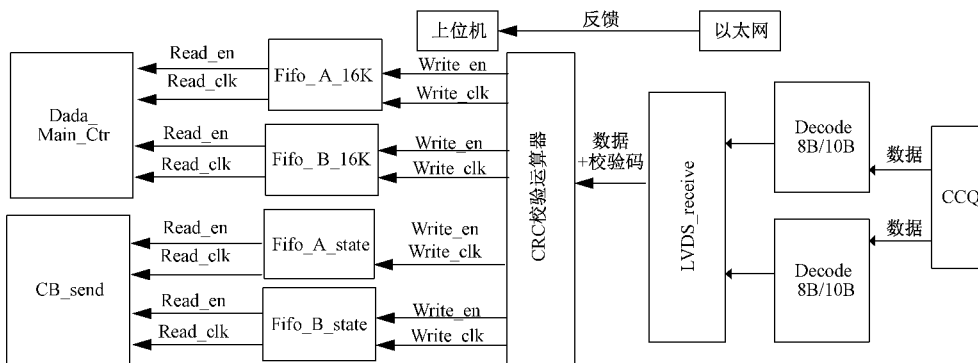 上位机
反馈
以太网
Dada_
Main_Ctr
Read_en
Read_clk
Fifo_A_16K
Write_en
Write_clk
Read_en
Read_clk
Fifo_B_16K
Write_en
Write_clk
CB_send
Read_en
Read_clk
Fifo_A_state
Write_en
Write_clk
Read_en
Read_clk
Fifo_B_state
Write_en
Write_clk
CRC校验运算器
数据
+校验码
LVDS_receive
Decode
8B/10B
数据
Decode
8B/10B
数据
CCQ